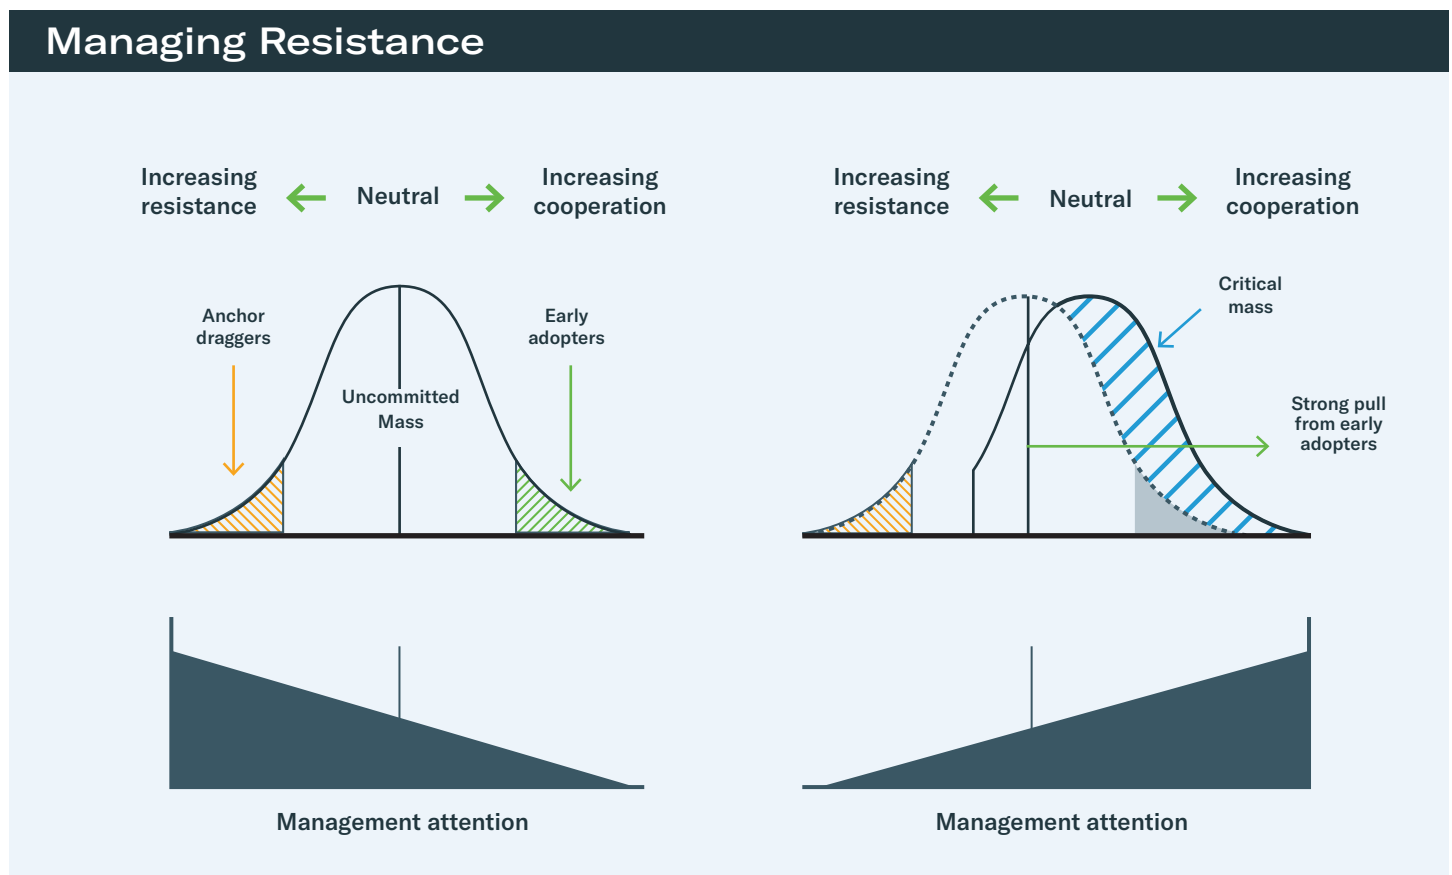 Managing Resistance
Increasing
resistance
Neutral
Increasing
cooperation
Anchor
draggers
Early
adopters
Uncommitted
Mass
Management attention
Increasing
resistance
Neutral
Increasing
cooperation
Critical
mass
Strong pull
from early
adopters
Management attention